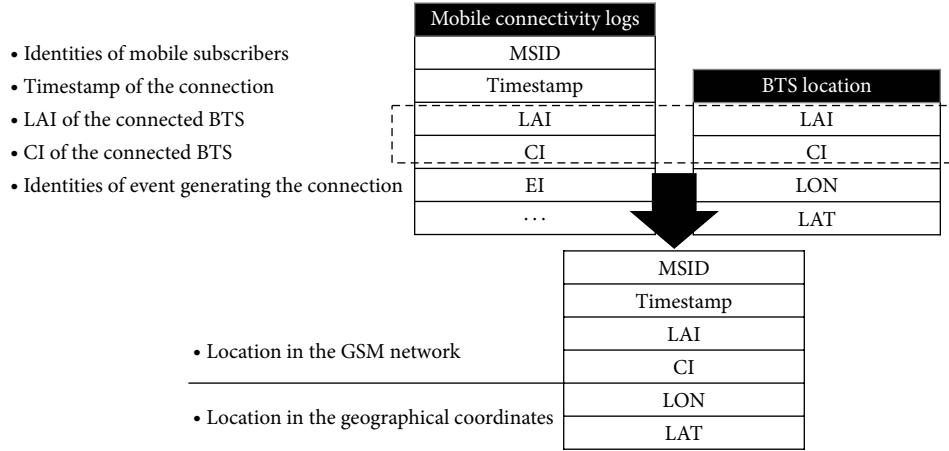 Mobile connectivity logs
• Identities of mobile subscribers
MSID
• Timestamp of the connection
Timestamp
BTS location
• LAI of the connected BTS
LAI
LAI
• CI of the connected BTS
CI
CI
• Identities of event generating the connection
EI
LON
...
LAT
MSID
Timestamp
LAI
• Location in the GSM network
CI
LON
• Location in the geographical coordinates
LAT